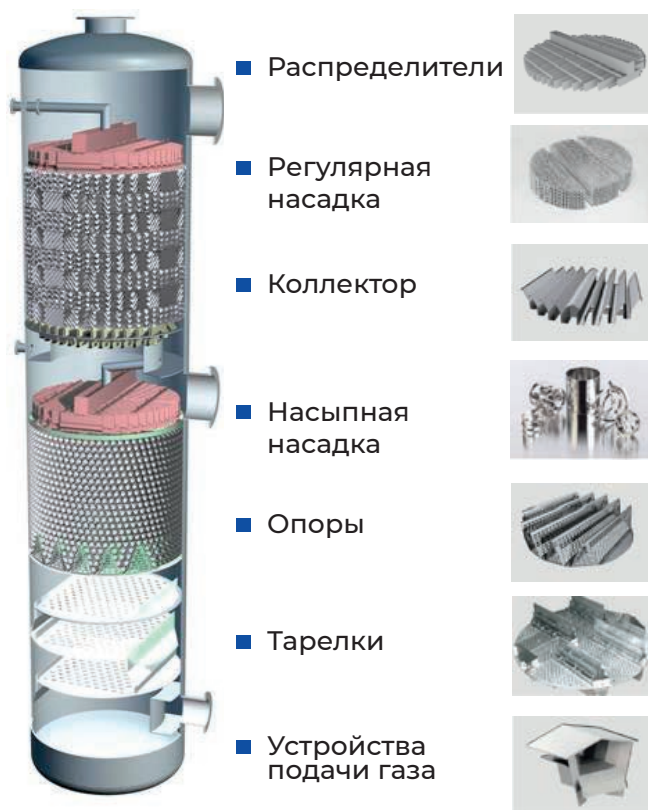 Распределители
Регулярная
насадка
Коллектор
Насыпная
насадка
Опоры
Тарелки
Устройства
подачи газа